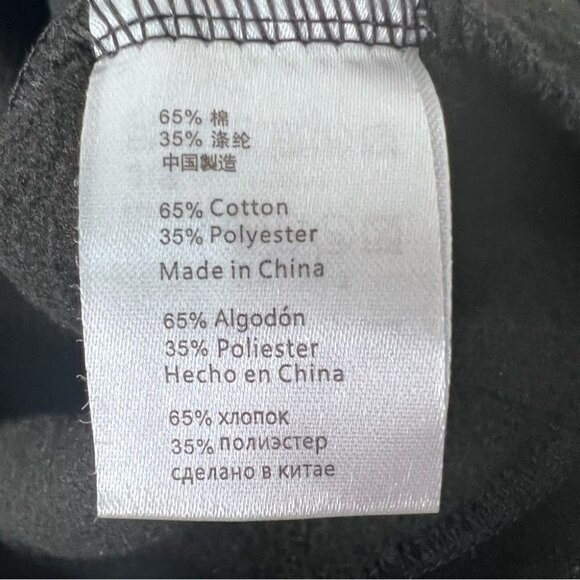 65% 棉
35% 涤纶
中国製造
65% Cotton
35% Polyester
Made in China
65% Algodón
35% Poliester
Hecho en China
65% хлопок
35% полиэстер
сделано в китае